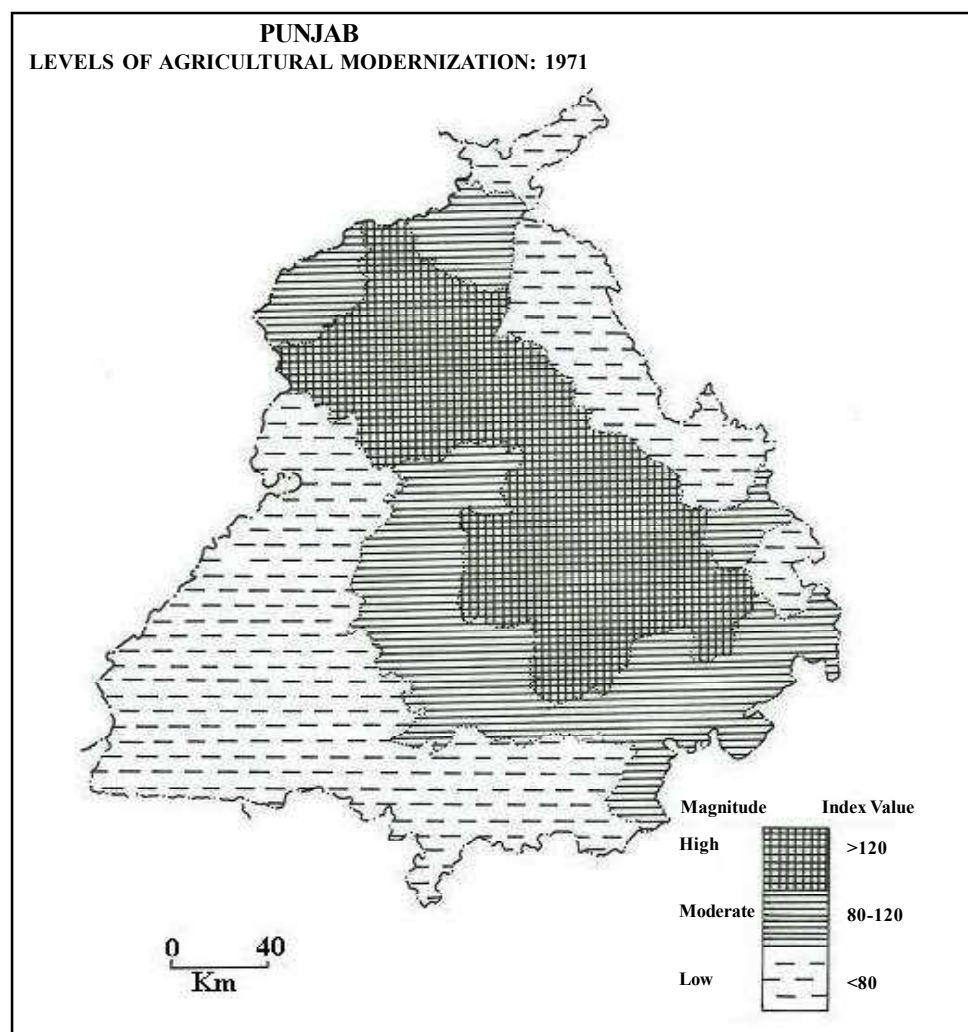 PUNJAB
LEVELS OF AGRICULTURAL MODERNIZATION: 1971
Magnitude Index Value
High >120
Moderate 80-120
Low <80
0 40
Km